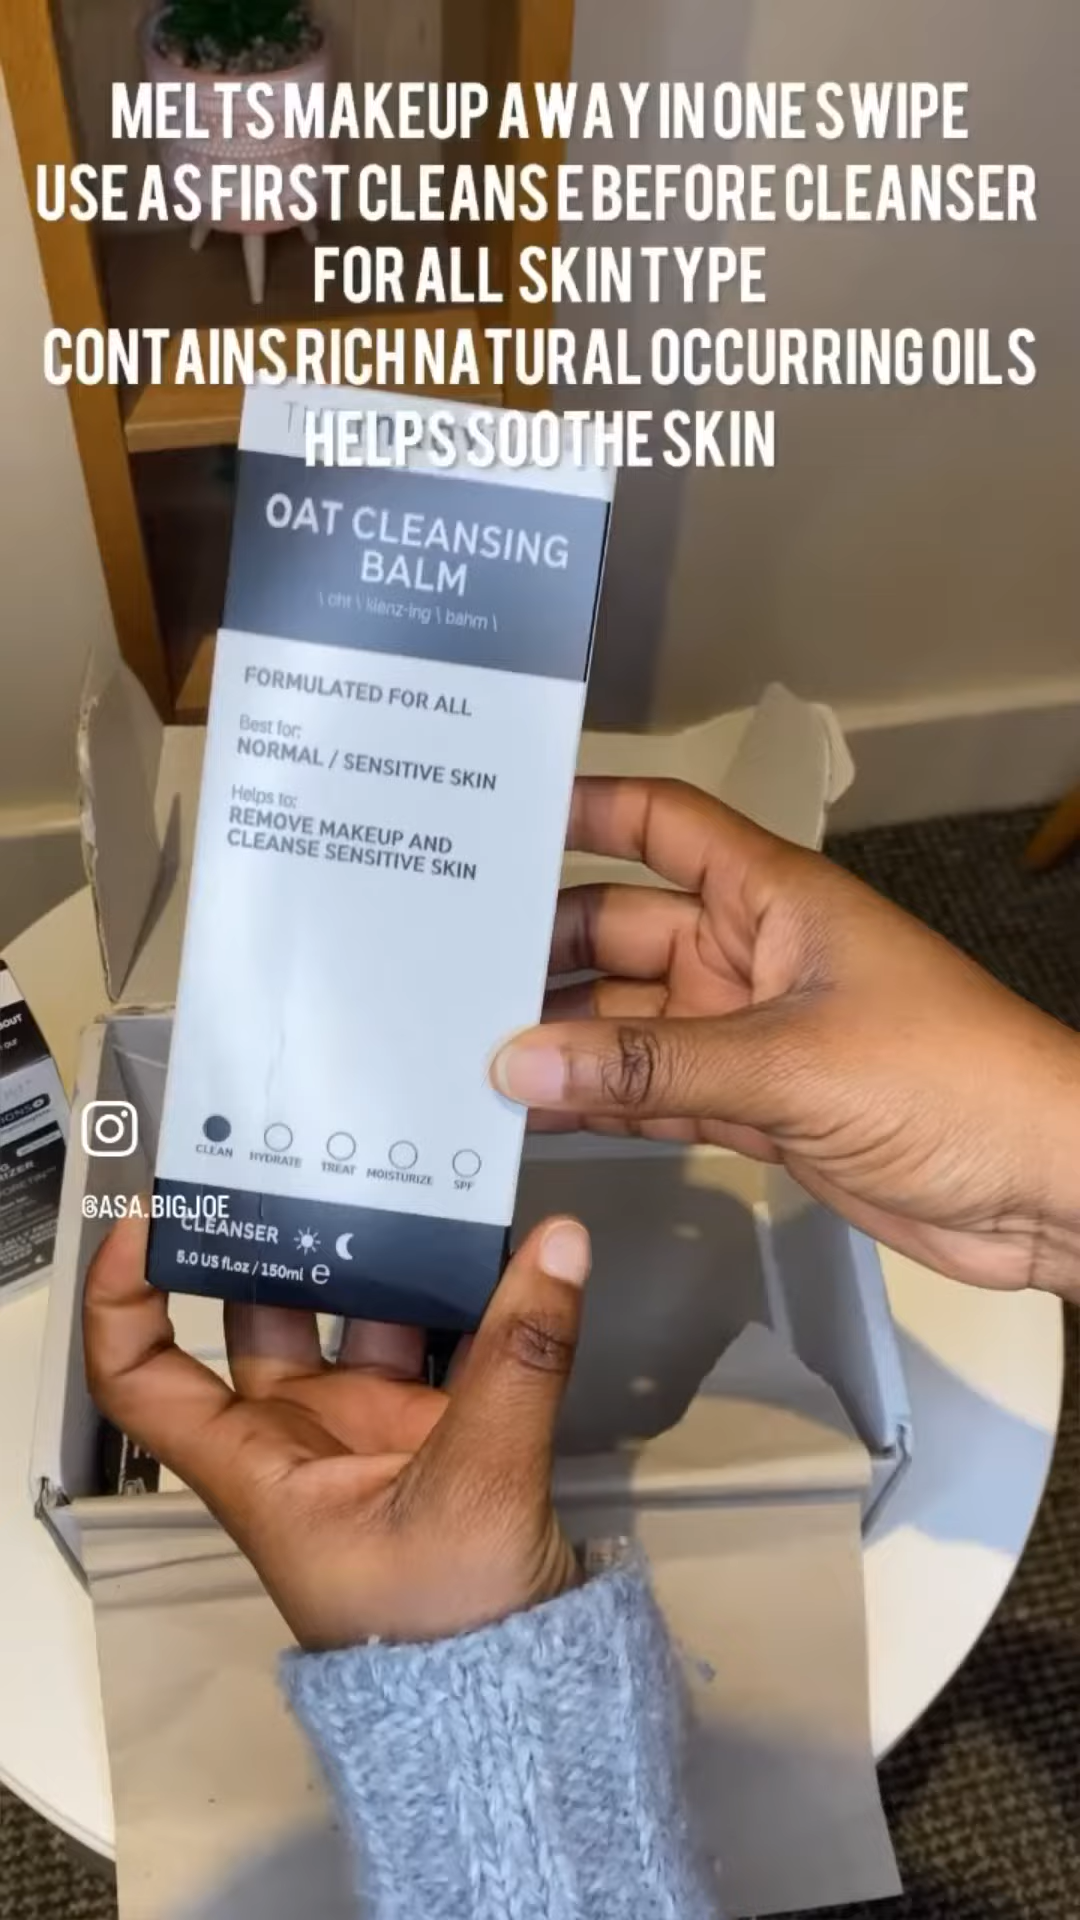 MELTS MAKEUP AWAY IN ONE SWIPE
USE AS FIRST CLEANSE BEFORE CLEANSER
FOR ALL SKIN TYPE
CONTAINS RICH NATURAL OCCURRING OILS
HELPS SOOTHE SKIN
OAT CLEANSING
BALM
\ oht \ klenz-ing \ bahm \
FORMULATED FOR ALL
Best for:
NORMAL / SENSITIVE SKIN
Helps to:
REMOVE MAKEUP AND
CLEANSE SENSITIVE SKIN
CLEAN HYDRATE TREAT MOISTURIZE SPF
@ASA.BIGJOE
CLEANSER
5.0 US fl.oz / 150ml e